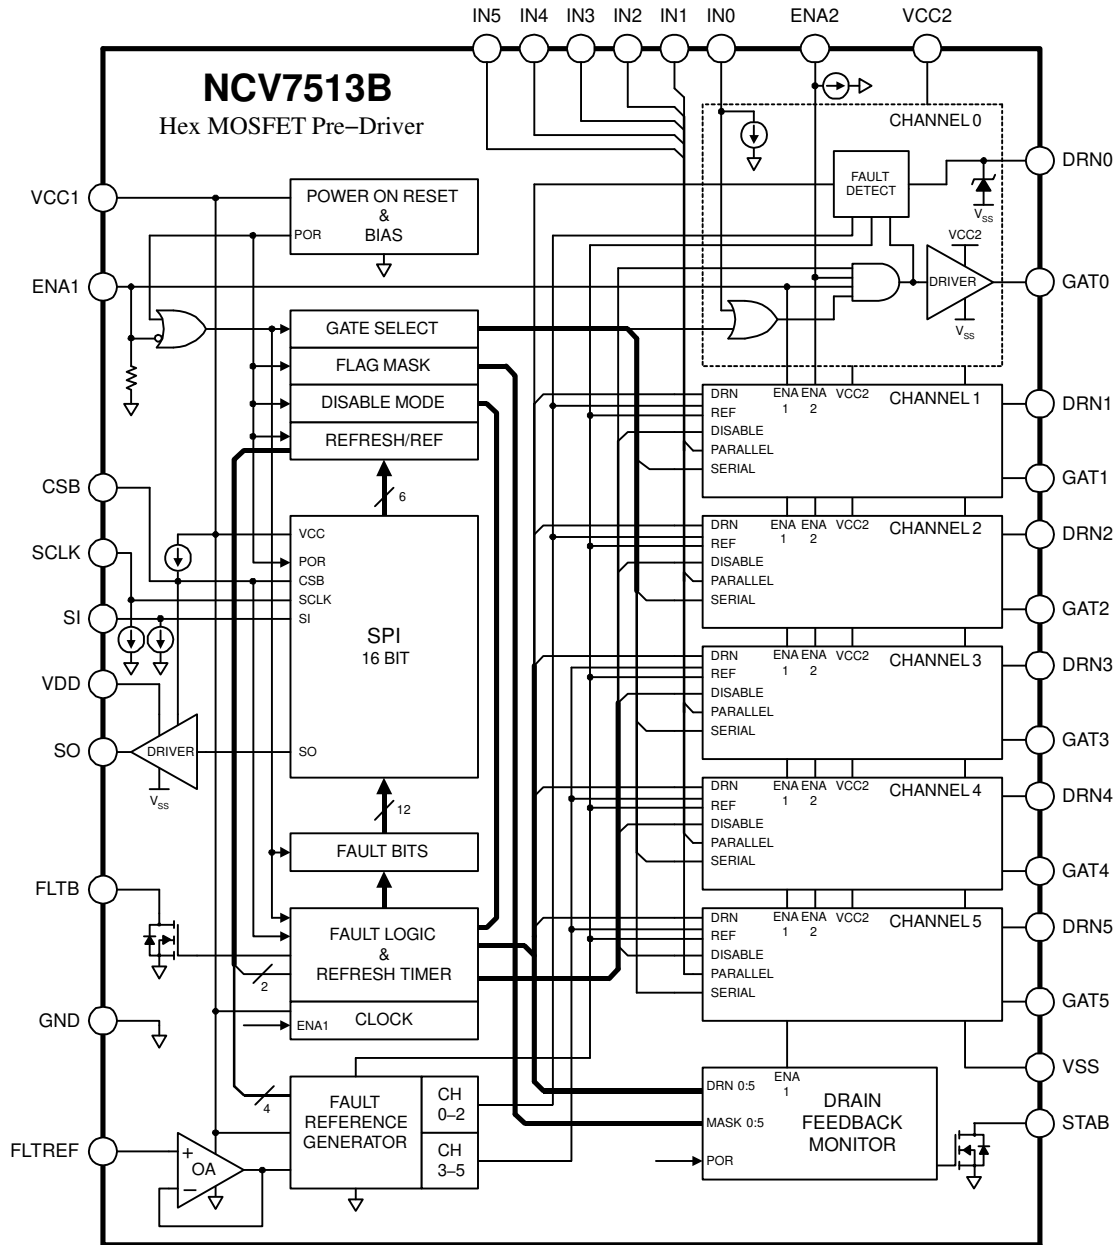 IN5 IN4 IN3 IN2 IN1 IN0 ENA2 VCC2
NCV7513B
Hex MOSFET Pre−Driver
CHANNEL 0
DRN0
FAULT
DETECT
VSS
VCC2
DRIVER
VSS
GAT0
VCC1
POWER ON RESET
&
BIAS
POR
ENA1
GATE SELECT
FLAG MASK
DISABLE MODE
REFRESH/REF
6
DRN
REF
DISABLE
PARALLEL
SERIAL
ENA
1
ENA
2
VCC2
CHANNEL 1
DRN1
GAT1
CSB
SCLK
SI
VDD
SO
DRIVER
VSS
VCC
POR
CSB
SCLK
SI
SO
SPI
16 BIT
12
DRN
REF
DISABLE
PARALLEL
SERIAL
ENA
1
ENA
2
VCC2
CHANNEL 2
DRN2
GAT2
DRN
REF
DISABLE
PARALLEL
SERIAL
ENA
1
ENA
2
VCC2
CHANNEL 3
DRN3
GAT3
DRN
REF
DISABLE
PARALLEL
SERIAL
ENA
1
ENA
2
VCC2
CHANNEL 4
DRN4
GAT4
FAULT BITS
FLTB
FAULT LOGIC
&
REFRESH TIMER
2
CLOCK
ENA1
GND
DRN
REF
DISABLE
PARALLEL
SERIAL
ENA
1
ENA
2
VCC2
CHANNEL 5
DRN5
GAT5
VSS
4
FAULT
REFERENCE
GENERATOR
CH
0–2
CH
3–5
FLTREF
+
OA
−
DRN 0:5
MASK 0:5
POR
ENA
1
DRAIN
FEEDBACK
MONITOR
STAB